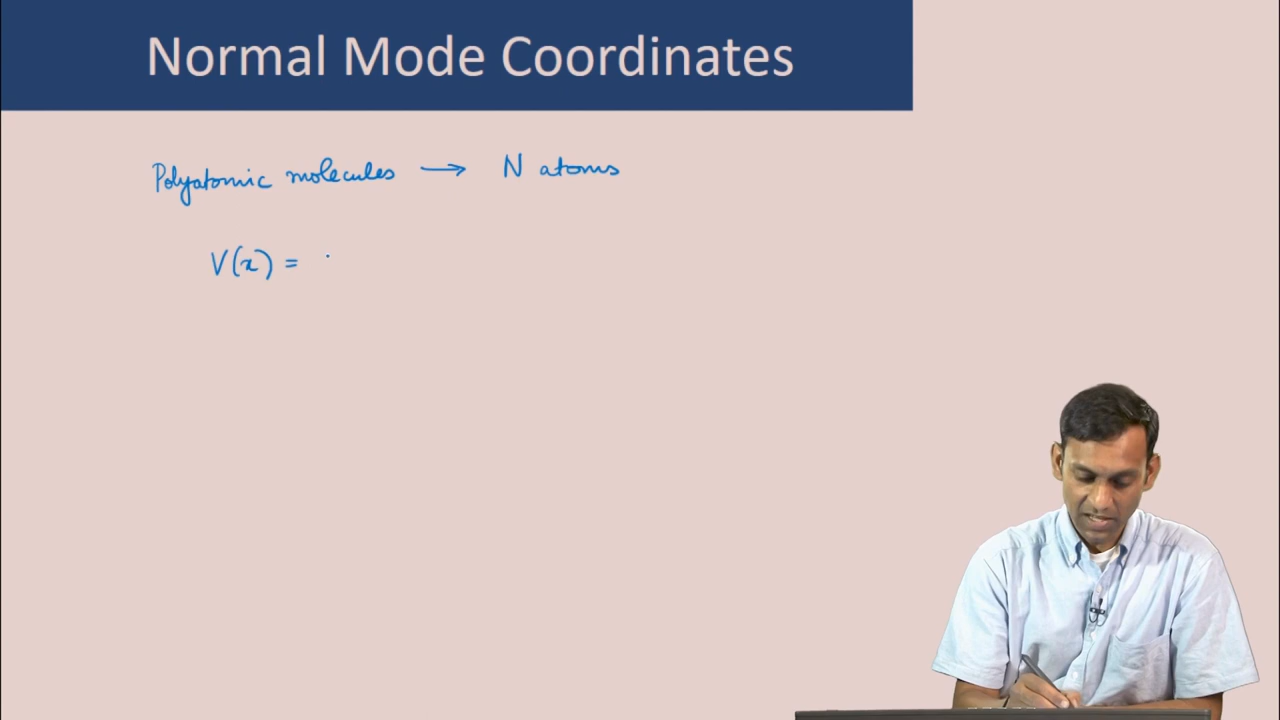 Normal Mode Coordinates
Polyatomic molecules → N atoms
V(x) =